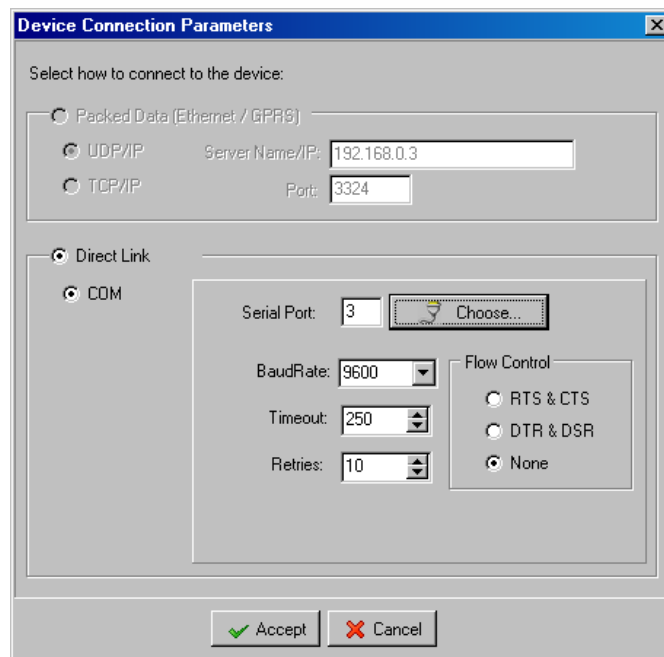 Device Connection Parameters
Select how to connect to the device:
Packed Data (Ethernet / GPRS)
UDP/IP Server Name/IP: 192.168.0.3
TCP/IP Port: 3324
Direct Link
COM
Serial Port: 3 Choose...
BaudRate: 9600
Flow Control
RTS & CTS
Timeout: 250
DTR & DSR
Retries: 10
None
Accept Cancel